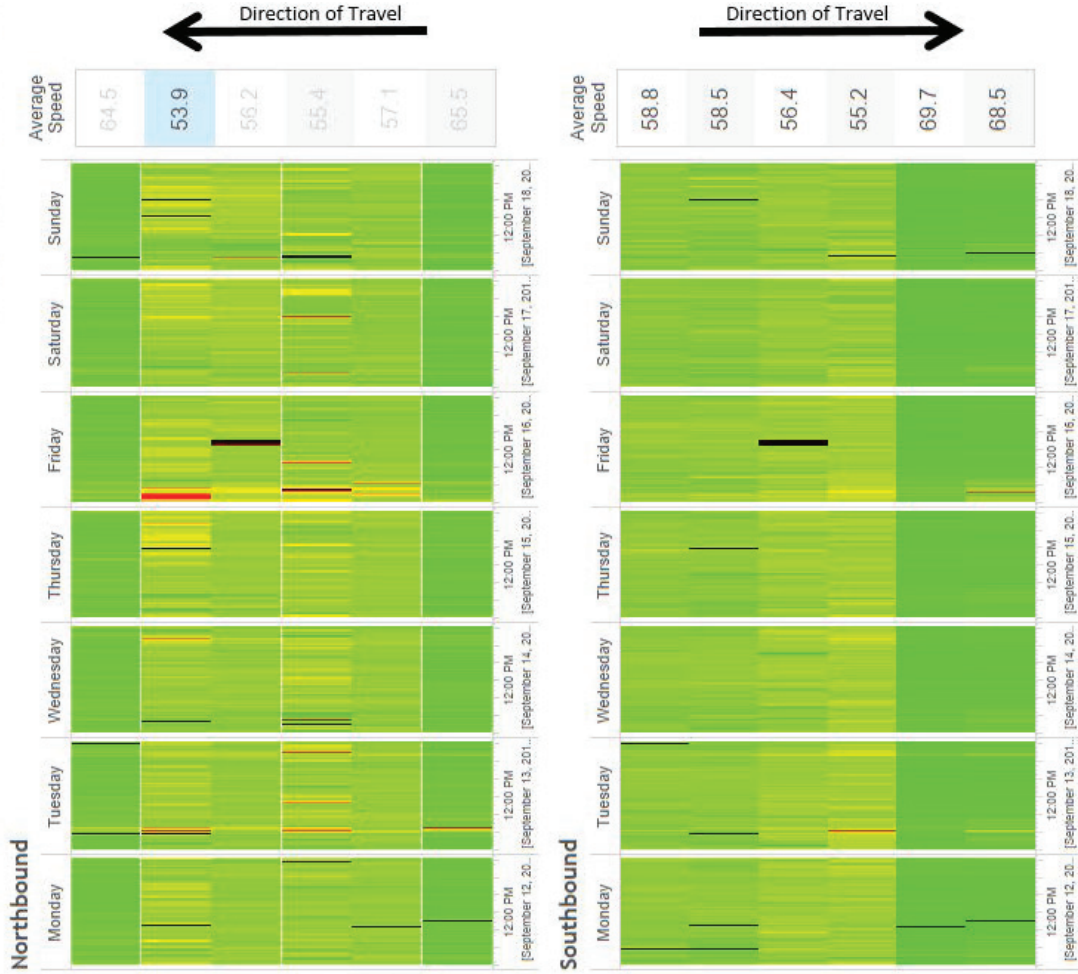 Northbound
Monday
Tuesday
Wednesday
Thursday
Friday
Saturday
Sunday
Average
Speed
64.5
53.9
56.2
55.4
57.1
65.5
12:00 PM
12:00 PM
12:00 PM
12:00 PM
12:00 PM
12:00 PM
12:00 PM
[September 12, 20..
[September 13, 201..
[September 14, 20..
[September 15, 20..
[September 16, 20..
[September 17, 201..
[September 18, 20..
Direction of Travel
Southbound
Monday
Tuesday
Wednesday
Thursday
Friday
Saturday
Sunday
Average
Speed
58.8
58.5
56.4
55.2
69.7
68.5
12:00 PM
12:00 PM
12:00 PM
12:00 PM
12:00 PM
12:00 PM
12:00 PM
[September 12, 20..
[September 13, 201..
[September 14, 20..
[September 15, 20..
[September 16, 20..
[September 17, 201..
[September 18, 20..
Direction of Travel